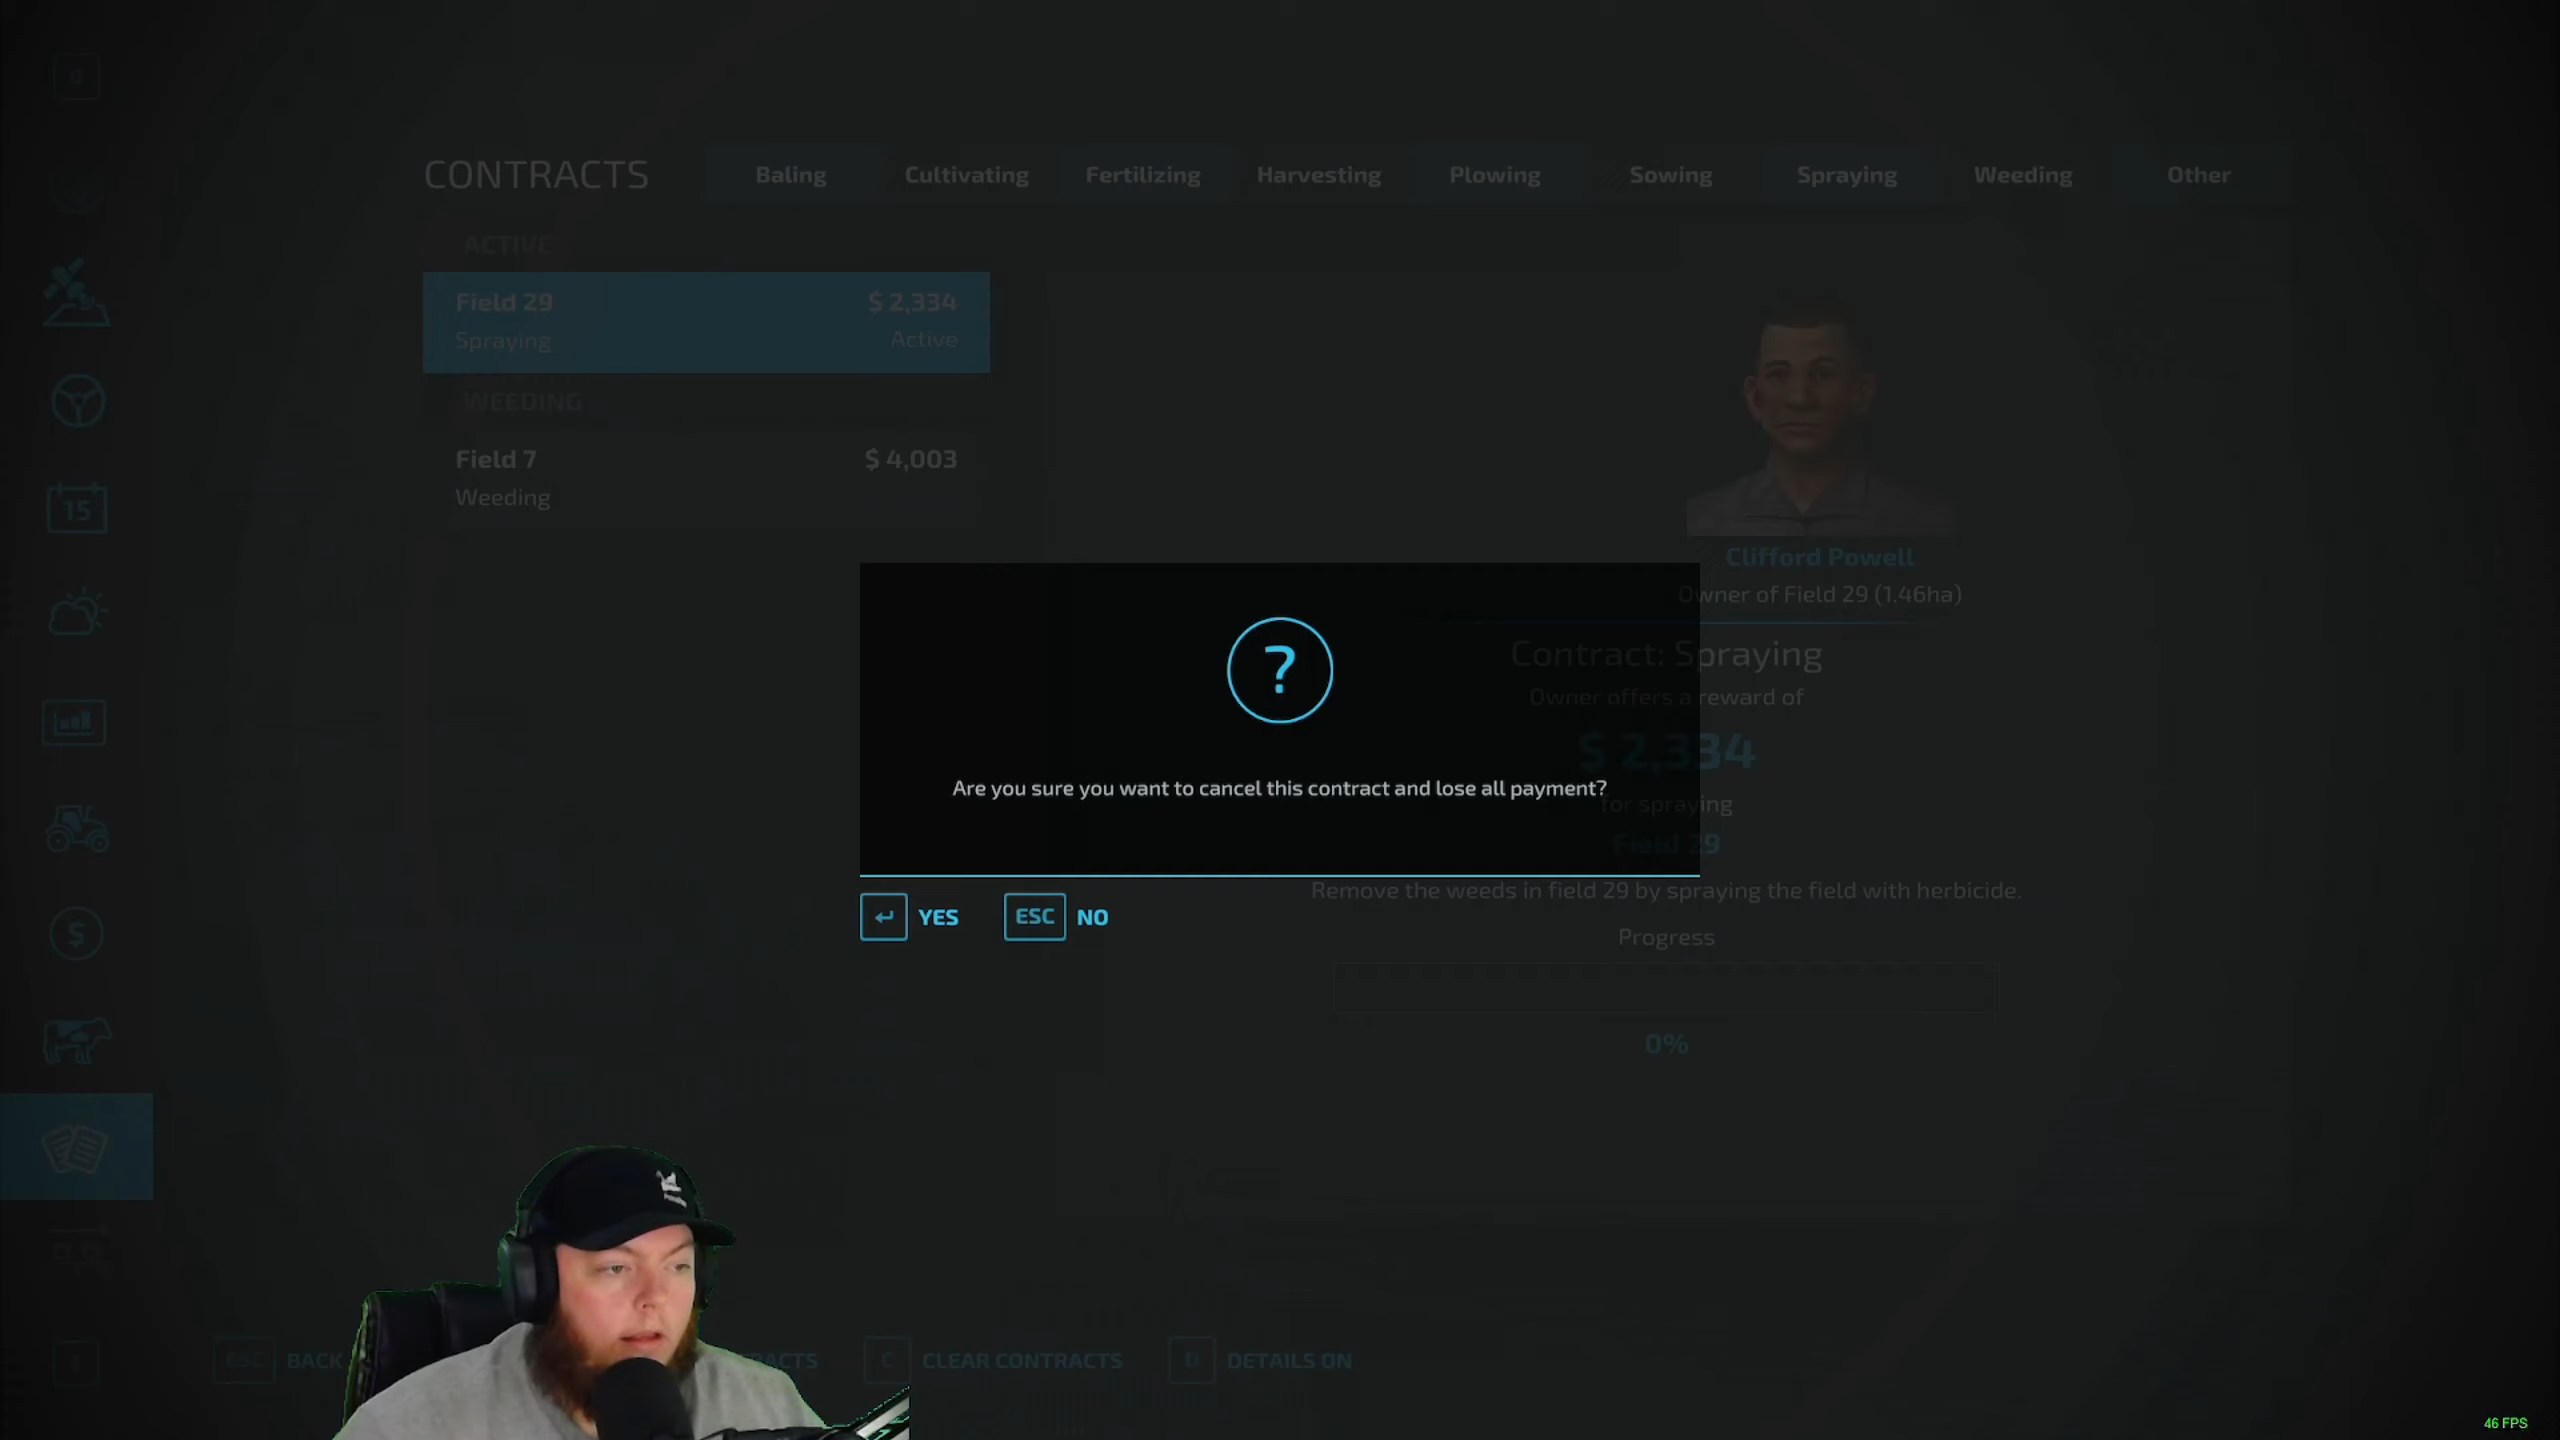 CONTRACTS
Baling
Cultivating
Fertilizing
Harvesting
Plowing
Sowing
Spraying
Weeding
Other
ACTIVE
Field 29
$ 2,334
Spraying
Active
WEEDING
Field 7
$ 4,003
Weeding
15
Clifford Powell
Owner of Field 29 (1.46ha)
Contract: Spraying
Owner offers a reward of
$ 2,334
for spraying
Field 29
Remove the weeds in field 29 by spraying the field with herbicide.
Progress
0%
?
Are you sure you want to cancel this contract and lose all payment?
YES
ESC NO
ESC BACK
C CLEAR CONTRACTS
D DETAILS ON
46 FPS